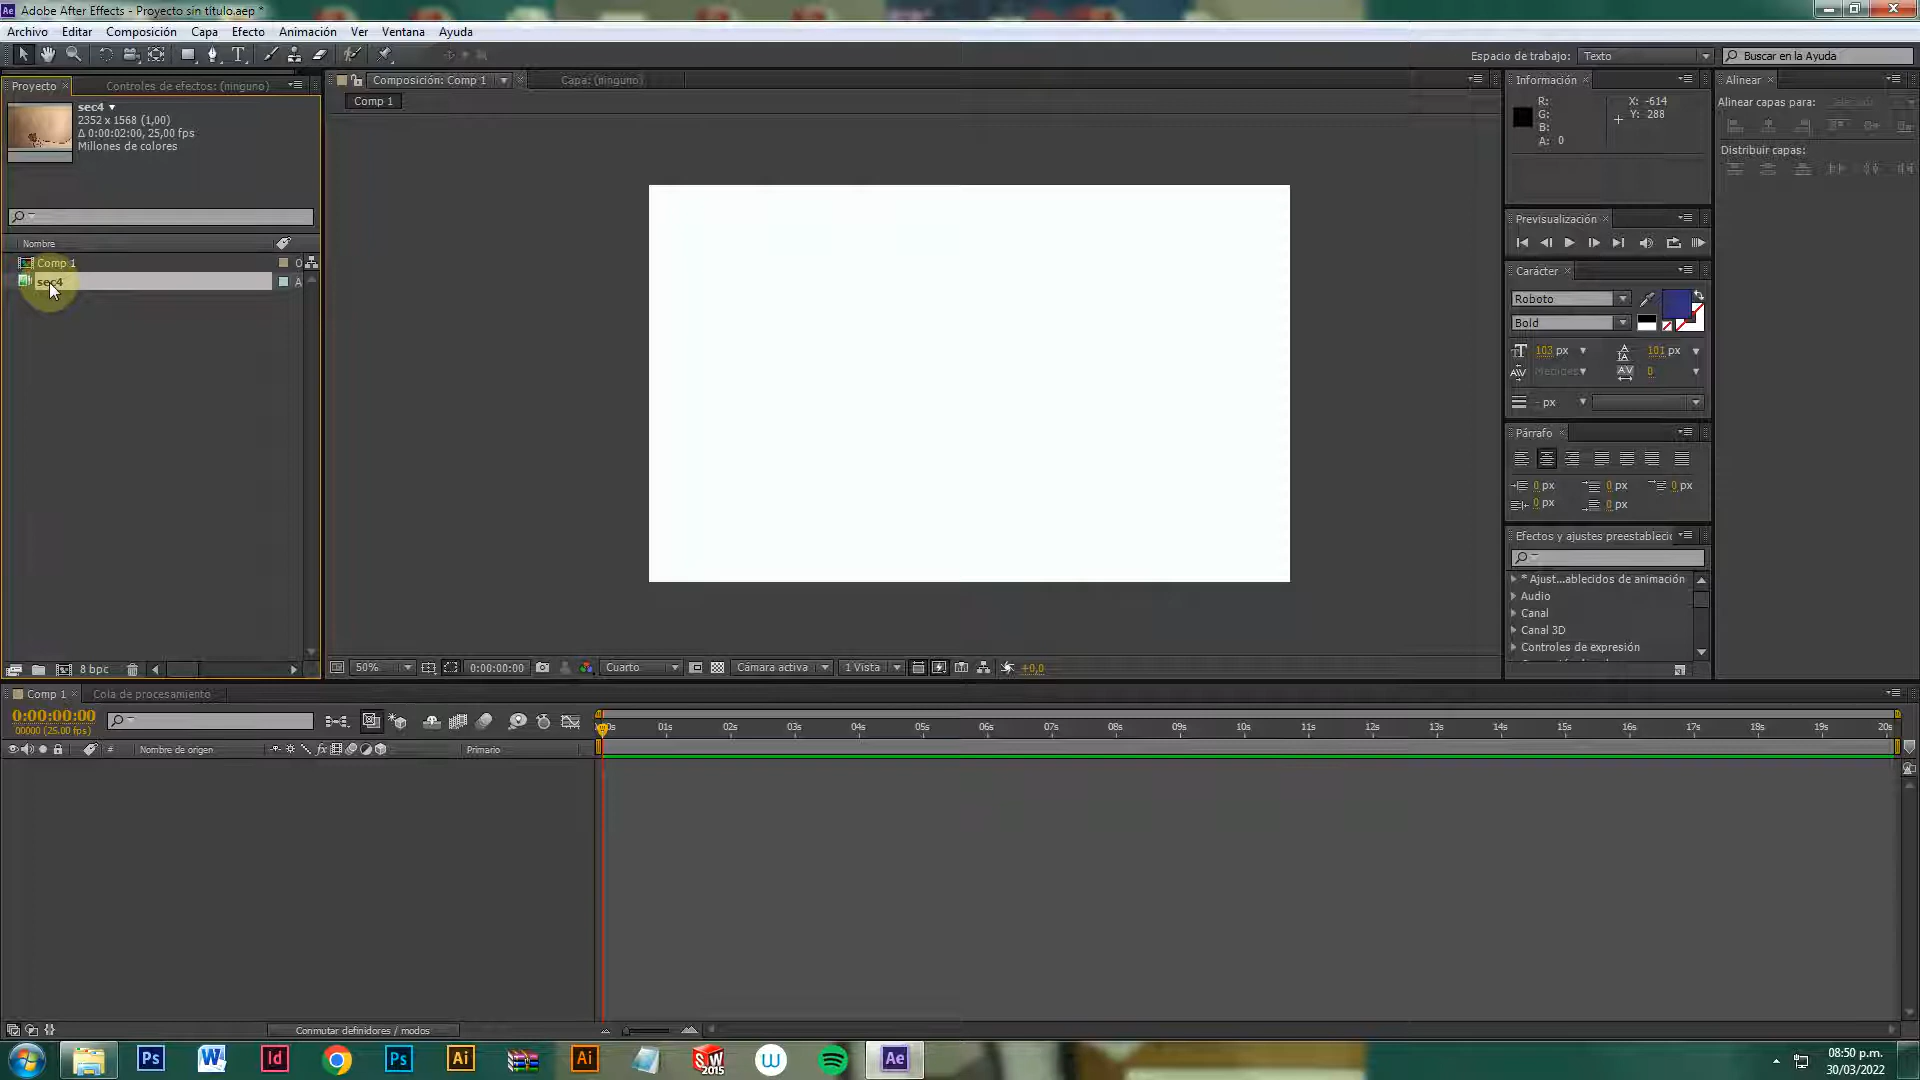 Adobe After Effects - Proyecto sin título.aep *
Archivo Editar Composición Capa Efecto Animación Ver Ventana Ayuda
Espacio de trabajo: Texto
Buscar en la Ayuda
Proyecto
Controles de efectos: (ninguno)
sec4
2352 x 1568 (1,00)
Δ 0:00:02:00, 25,00 fps
Millones de colores
Nombre
Comp 1
sec4 A
8 bpc
Composición: Comp 1
Capa: (ninguno)
Comp 1
50%
0:00:00:00
Cuarto
Cámara activa
1 Vista
+0,0
Información
R:
G:
B:
A: 0
X: -614
Y: 288
Previsualización
Carácter
Roboto
Bold
103 px
101 px
0
- px
Párrafo
0 px 0 px 0 px
0 px 0 px
Efectos y ajustes preestableci
* Ajust...ablecidos de animación
Audio
Canal
Canal 3D
Controles de expresión
Alinear
Alinear capas para:
Distribuir capas:
Comp 1
Cola de procesamiento
0:00:00:00
00000 (25.00 fps)
# Nombre de origen
fx
Primario
01s 02s 03s 04s 05s 06s 07s 08s 09s 10s 11s 12s 13s 14s 15s 16s 17s 18s 19s 20s
Conmutar definidores / modos
Ps W Id Ps Ai Ai SW 2015 W Ae
08:50 p.m.
30/03/2022